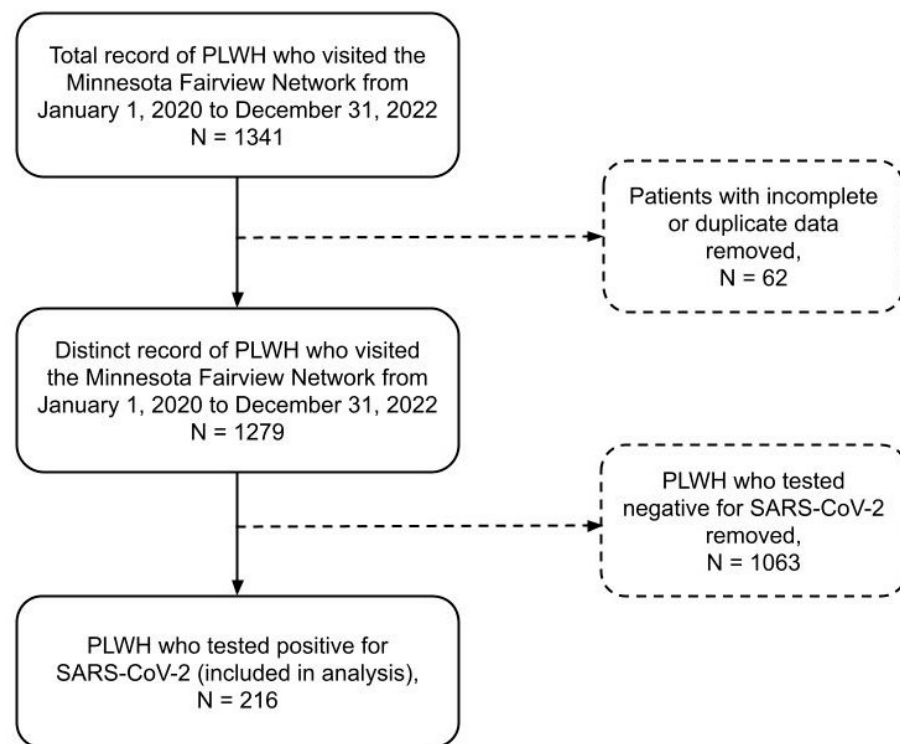 Total record of PLWH who visited the
Minnesota Fairview Network from
January 1, 2020 to December 31, 2022
N = 1341
Patients with incomplete
or duplicate data
removed,
N = 62
Distinct record of PLWH who visited
the Minnesota Fairview Network from
January 1, 2020 to December 31, 2022
N = 1279
PLWH who tested
negative for SARS-CoV-2
removed,
N = 1063
PLWH who tested positive for
SARS-CoV-2 (included in analysis),
N = 216